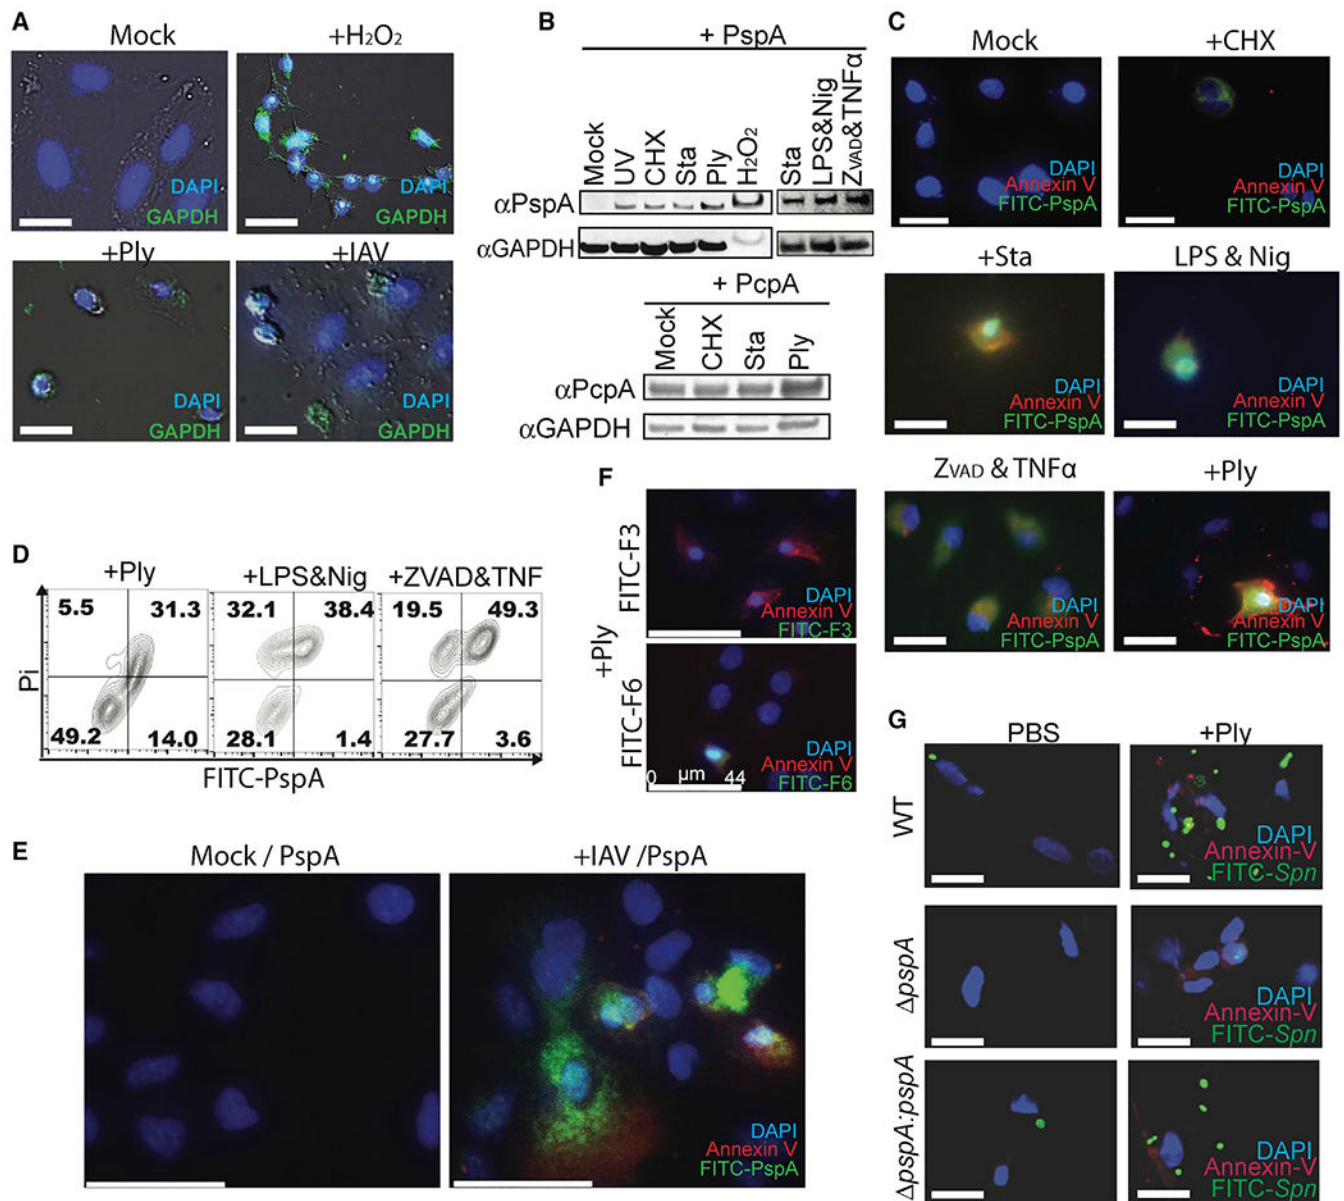 A
Mock
+H₂O₂
DAPI
GAPDH
DAPI
GAPDH
+Ply
+IAV
DAPI
GAPDH
DAPI
GAPDH
B
+ PspA
Mock
UV
CHX
Sta
Ply
H₂O₂
Sta
LPS&Nig
ZVAD&TNFα
αPspA
αGAPDH
+ PcpA
Mock
CHX
Sta
Ply
αPcpA
αGAPDH
C
Mock
+CHX
DAPI
Annexin V
FITC-PspA
DAPI
Annexin V
FITC-PspA
+Sta
LPS & Nig
DAPI
Annexin V
FITC-PspA
DAPI
Annexin V
FITC-PspA
ZVAD & TNFα
+Ply
DAPI
Annexin V
FITC-PspA
DAPI
Annexin V
FITC-PspA
D
+Ply
+LPS&Nig
+ZVAD&TNF
5.5
31.3
32.1
38.4
19.5
49.3
Pi
49.2
14.0
28.1
1.4
27.7
3.6
FITC-PspA
E
Mock / PspA
+IAV /PspA
DAPI
Annexin V
FITC-PspA
F
FITC-F3
DAPI
Annexin V
FITC-F3
+Ply
FITC-F6
DAPI
Annexin V
FITC-F6
0 µm 44
G
PBS
+Ply
WT
DAPI
Annexin-V
FITC-Spn
ΔpspA
DAPI
Annexin-V
FITC-Spn
ΔpspA:pspA
DAPI
Annexin-V
FITC-Spn